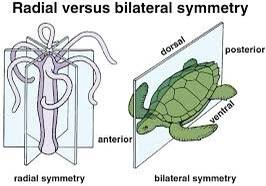 Radial versus bilateral symmetry
dorsal
posterior
anterior
ventral
radial symmetry
bilateral symmetry